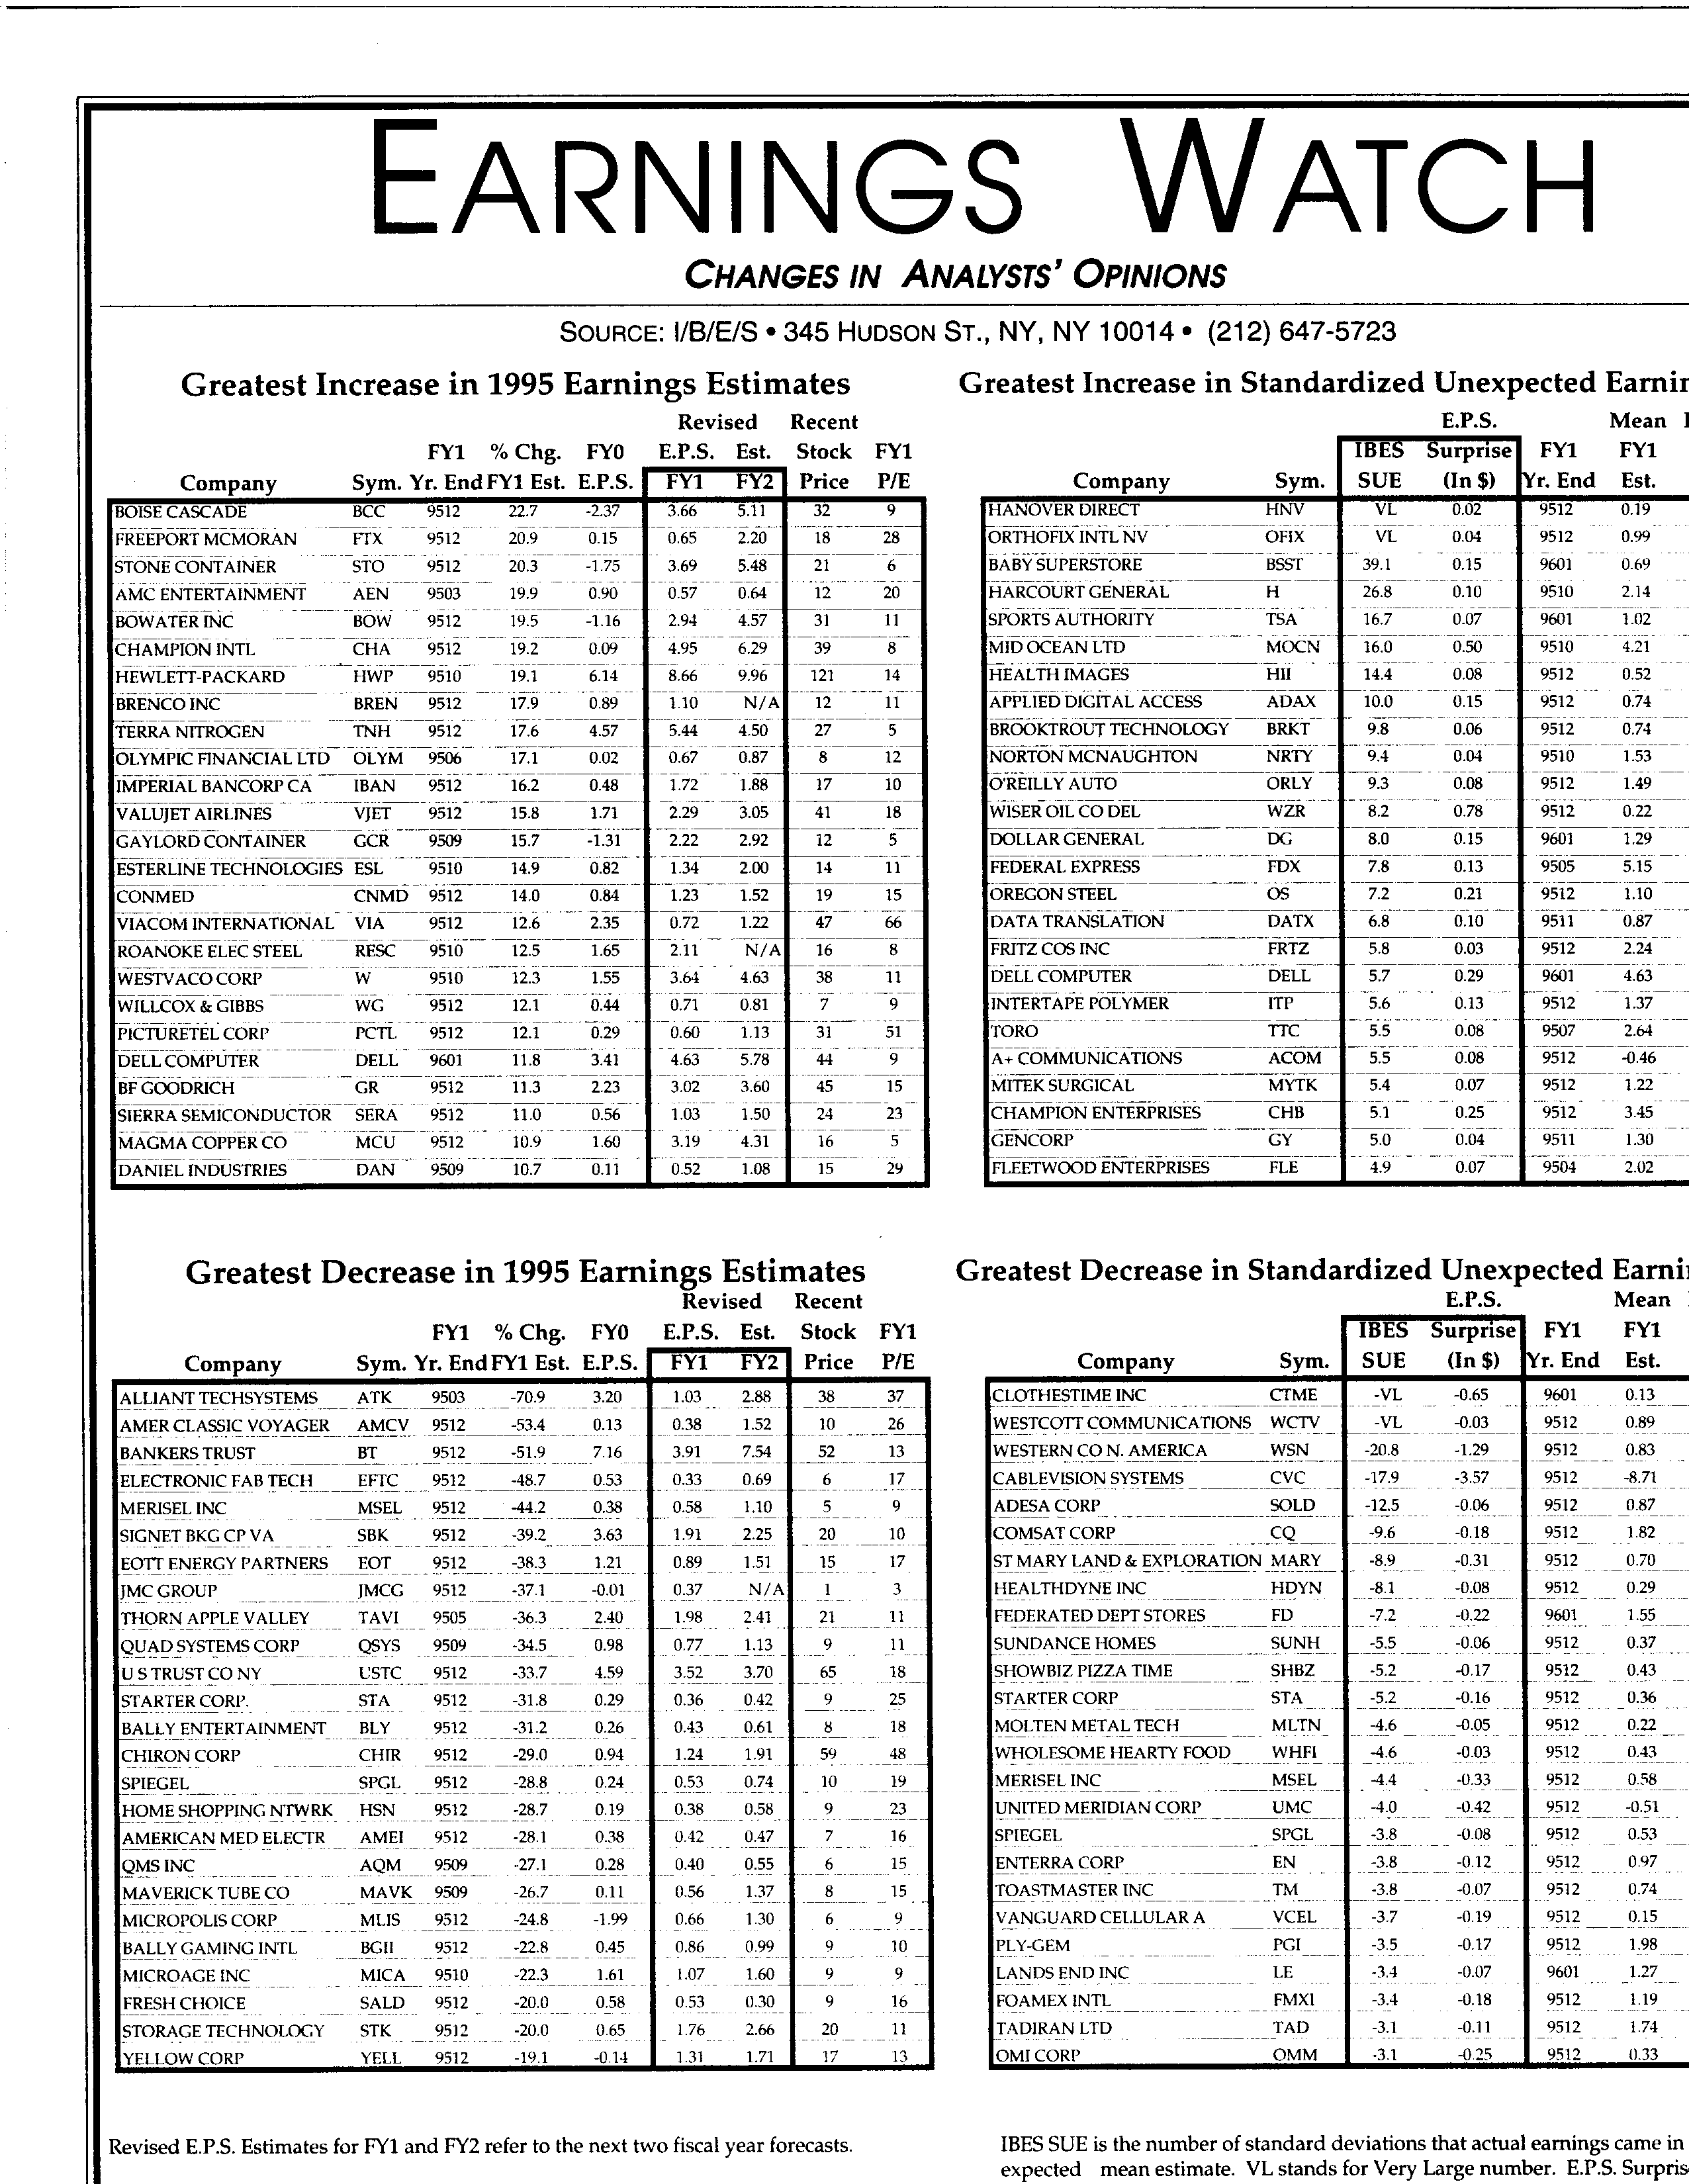 EARNINGS WATCH
CHANGES IN ANALYSTS' OPINIONS
SOURCE: I/B/E/S • 345 HUDSON ST., NY, NY 10014 • (212) 647-5723
Greatest Increase in 1995 Earnings Estimates
Revised Recent
FY1 % Chg. FY0 E.P.S. Est. Stock FY1
Company Sym. Yr. End FY1 Est. E.P.S. FY1 FY2 Price P/E
BOISE CASCADE BCC 9512 22.7 -2.37 3.66 5.11 32 9
FREEPORT MCMORAN FTX 9512 20.9 0.15 0.65 2.20 18 28
STONE CONTAINER STO 9512 20.3 -1.75 3.69 5.48 21 6
AMC ENTERTAINMENT AEN 9503 19.9 0.90 0.57 0.64 12 20
BOWATER INC BOW 9512 19.5 -1.16 2.94 4.57 31 11
CHAMPION INTL CHA 9512 19.2 0.09 4.95 6.29 39 8
HEWLETT-PACKARD HWP 9510 19.1 6.14 8.66 9.96 121 14
BRENCO INC BREN 9512 17.9 0.89 1.10 N/A 12 11
TERRA NITROGEN TNH 9512 17.6 4.57 5.44 4.50 27 5
OLYMPIC FINANCIAL LTD OLYM 9506 17.1 0.02 0.67 0.87 8 12
IMPERIAL BANCORP CA IBAN 9512 16.2 0.48 1.72 1.88 17 10
VALUJET AIRLINES VJET 9512 15.8 1.71 2.29 3.05 41 18
GAYLORD CONTAINER GCR 9509 15.7 -1.31 2.22 2.92 12 5
ESTERLINE TECHNOLOGIES ESL 9510 14.9 0.82 1.34 2.00 14 11
CONMED CNMD 9512 14.0 0.84 1.23 1.52 19 15
VIACOM INTERNATIONAL VIA 9512 12.6 2.35 0.72 1.22 47 66
ROANOKE ELEC STEEL RESC 9510 12.5 1.65 2.11 N/A 16 8
WESTVACO CORP W 9510 12.3 1.55 3.64 4.63 38 11
WILLCOX & GIBBS WG 9512 12.1 0.44 0.71 0.81 7 9
PICTURETEL CORP PCTL 9512 12.1 0.29 0.60 1.13 31 51
DELL COMPUTER DELL 9601 11.8 3.41 4.63 5.78 44 9
BF GOODRICH GR 9512 11.3 2.23 3.02 3.60 45 15
SIERRA SEMICONDUCTOR SERA 9512 11.0 0.56 1.03 1.50 24 23
MAGMA COPPER CO MCU 9512 10.9 1.60 3.19 4.31 16 5
DANIEL INDUSTRIES DAN 9509 10.7 0.11 0.52 1.08 15 29
Greatest Increase in Standardized Unexpected
E.P.S. Mean
IBES Surprise FY1 FY1
Company Sym. SUE (In $) Yr. End Est.
HANOVER DIRECT HNV VL 0.02 9512 0.19
ORTHOFIX INTL NV OFIX VL 0.04 9512 0.99
BABY SUPERSTORE BSST 39.1 0.15 9601 0.69
HARCOURT GENERAL H 26.8 0.10 9510 2.14
SPORTS AUTHORITY TSA 16.7 0.07 9601 1.02
MID OCEAN LTD MOCN 16.0 0.50 9510 4.21
HEALTH IMAGES HII 14.4 0.08 9512 0.52
APPLIED DIGITAL ACCESS ADAX 10.0 0.15 9512 0.74
BROOKTROUT TECHNOLOGY BRKT 9.8 0.06 9512 0.74
NORTON MCNAUGHTON NRTY 9.4 0.04 9510 1.53
O'REILLY AUTO ORLY 9.3 0.08 9512 1.49
WISER OIL CO DEL WZR 8.2 0.78 9512 0.22
DOLLAR GENERAL DG 8.0 0.15 9601 1.29
FEDERAL EXPRESS FDX 7.8 0.13 9505 5.15
OREGON STEEL OS 7.2 0.21 9512 1.10
DATA TRANSLATION DATX 6.8 0.10 9511 0.87
FRITZ COS INC FRTZ 5.8 0.03 9512 2.24
DELL COMPUTER DELL 5.7 0.29 9601 4.63
INTERTAPE POLYMER ITP 5.6 0.13 9512 1.37
TORO TTC 5.5 0.08 9507 2.64
A+ COMMUNICATIONS ACOM 5.5 0.08 9512 -0.46
MITEK SURGICAL MYTK 5.4 0.07 9512 1.22
CHAMPION ENTERPRISES CHB 5.1 0.25 9512 3.45
GENCORP GY 5.0 0.04 9511 1.30
FLEETWOOD ENTERPRISES FLE 4.9 0.07 9504 2.02
Greatest Decrease in 1995 Earnings Estimates
Revised Recent
FY1 % Chg. FY0 E.P.S. Est. Stock FY1
Company Sym. Yr. End FY1 Est. E.P.S. FY1 FY2 Price P/E
ALLIANT TECHSYSTEMS ATK 9503 -70.9 3.20 1.03 2.88 38 37
AMER CLASSIC VOYAGER AMCV 9512 -53.4 0.13 0.38 1.52 10 26
BANKERS TRUST BT 9512 -51.9 7.16 3.91 7.54 52 13
ELECTRONIC FAB TECH EFTC 9512 -48.7 0.53 0.33 0.69 6 17
MERISEL INC MSEL 9512 -44.2 0.38 0.58 1.10 5 9
SIGNET BKG CP VA SBK 9512 -39.2 3.63 1.91 2.25 20 10
EOTT ENERGY PARTNERS EOT 9512 -38.3 1.21 0.89 1.51 15 17
JMC GROUP JMCG 9512 -37.1 -0.01 0.37 N/A 1 3
THORN APPLE VALLEY TAVI 9505 -36.3 2.40 1.98 2.41 21 11
QUAD SYSTEMS CORP QSYS 9509 -34.5 0.98 0.77 1.13 9 11
U S TRUST CO NY USTC 9512 -33.7 4.59 3.52 3.70 65 18
STARTER CORP. STA 9512 -31.8 0.29 0.36 0.42 9 25
BALLY ENTERTAINMENT BLY 9512 -31.2 0.26 0.43 0.61 8 18
CHIRON CORP CHIR 9512 -29.0 0.94 1.24 1.91 59 48
SPIEGEL SPGL 9512 -28.8 0.24 0.53 0.74 10 19
HOME SHOPPING NTWRK HSN 9512 -28.7 0.19 0.38 0.58 9 23
AMERICAN MED ELECTR AMEI 9512 -28.1 0.38 0.42 0.47 7 16
QMS INC AQM 9509 -27.1 0.28 0.40 0.55 6 15
MAVERICK TUBE CO MAVK 9509 -26.7 0.11 0.56 1.37 8 15
MICROPOLIS CORP MLIS 9512 -24.8 -1.99 0.66 1.30 6 9
BALLY GAMING INTL BGII 9512 -22.8 0.45 0.86 0.99 9 10
MICROAGE INC MICA 9510 -22.3 1.61 1.07 1.60 9 9
FRESH CHOICE SALD 9512 -20.0 0.58 0.53 0.30 9 16
STORAGE TECHNOLOGY STK 9512 -20.0 0.65 1.76 2.66 20 11
YELLOW CORP YELL 9512 -19.1 -0.14 1.31 1.71 17 13
Greatest Decrease in Standardized Unexpected
E.P.S. Mean
IBES Surprise FY1 FY1
Company Sym. SUE (In $) Yr. End Est.
CLOTHESTIME INC CTME -VL -0.65 9601 0.13
WESTCOTT COMMUNICATIONS WCTV -VL -0.03 9512 0.89
WESTERN CO N. AMERICA WSN -20.8 -1.29 9512 0.83
CABLEVISION SYSTEMS CVC -17.9 -3.57 9512 -8.71
ADESA CORP SOLD -12.5 -0.06 9512 0.87
COMSAT CORP CQ -9.6 -0.18 9512 1.82
ST MARY LAND & EXPLORATION MARY -8.9 -0.31 9512 0.70
HEALTHDYNE INC HDYN -8.1 -0.08 9512 0.29
FEDERATED DEPT STORES FD -7.2 -0.22 9601 1.55
SUNDANCE HOMES SUNH -5.5 -0.06 9512 0.37
SHOWBIZ PIZZA TIME SHBZ -5.2 -0.17 9512 0.43
STARTER CORP STA -5.2 -0.16 9512 0.36
MOLTEN METAL TECH MLTN -4.6 -0.05 9512 0.22
WHOLESOME HEARTY FOOD WHFI -4.6 -0.03 9512 0.43
MERISEL INC MSEL -4.4 -0.33 9512 0.58
UNITED MERIDIAN CORP UMC -4.0 -0.42 9512 -0.51
SPIEGEL SPGL -3.8 -0.08 9512 0.53
ENTERRA CORP EN -3.8 -0.12 9512 0.97
TOASTMASTER INC TM -3.8 -0.07 9512 0.74
VANGUARD CELLULAR A VCEL -3.7 -0.19 9512 0.15
PLY-GEM PGI -3.5 -0.17 9512 1.98
LANDS END INC LE -3.4 -0.07 9601 1.27
FOAMEX INTL FMXI -3.4 -0.18 9512 1.19
TADIRAN LTD TAD -3.1 -0.11 9512 1.74
OMI CORP OMM -3.1 -0.25 9512 0.33
Revised E.P.S. Estimates for FY1 and FY2 refer to the next two fiscal year forecasts.
IBES SUE is the number of standard deviations that actual earnings came in
expected mean estimate. VL stands for Very Large number. E.P.S.